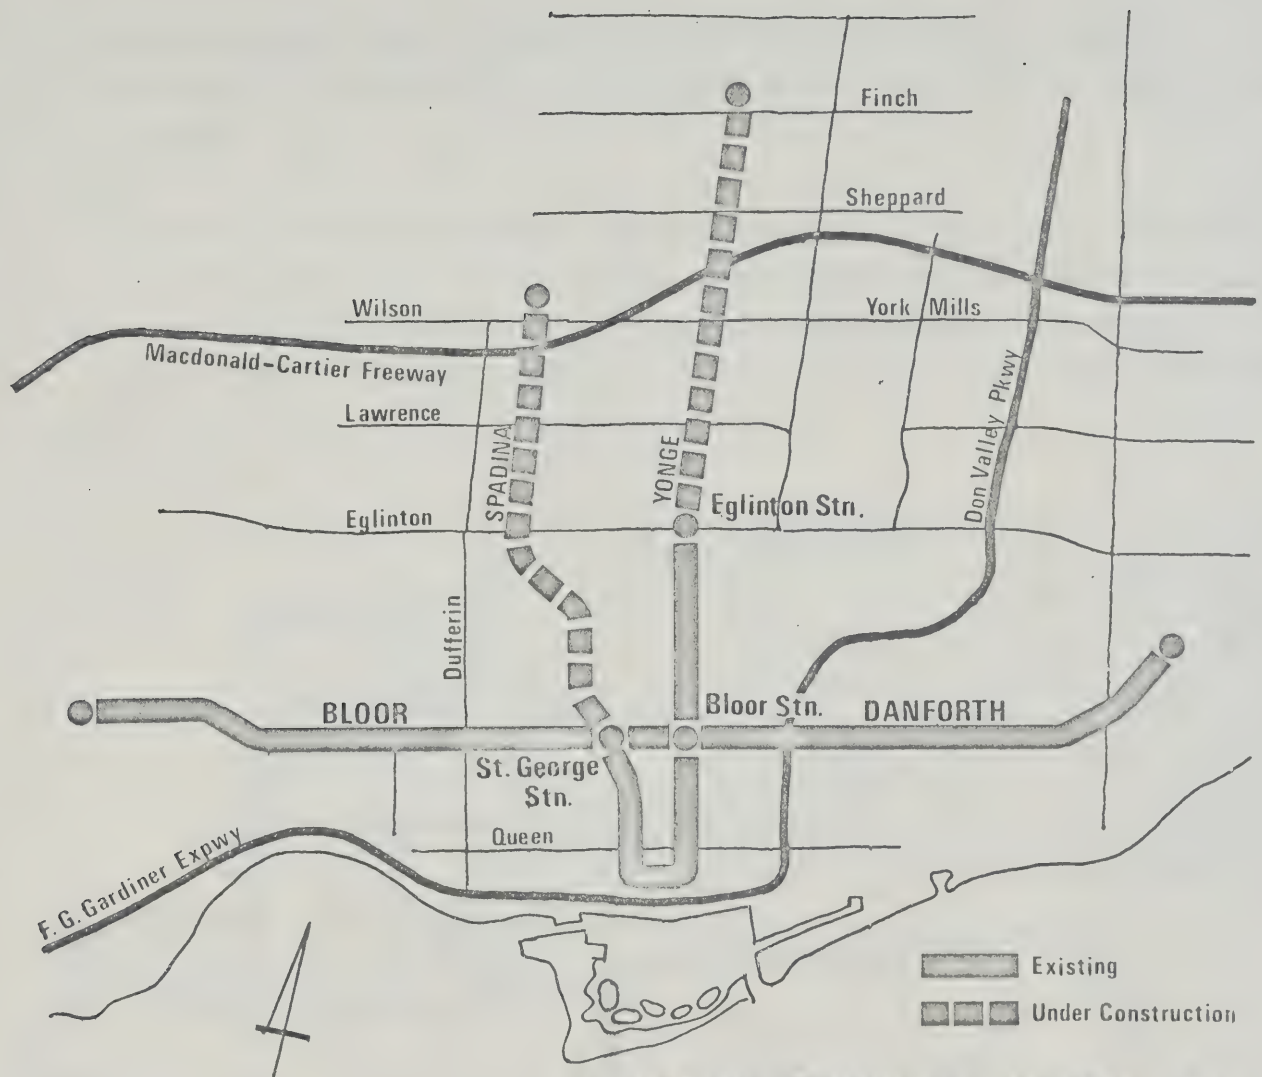 Finch
Sheppard
Wilson
York Mills
Macdonald-Cartier Freeway
Don Valley Pkwy
Lawrence
SPADINA
YONGE
Eglinton
Eglinton Stn.
Dufferin
BLOOR
Bloor Stn.
DANFORTH
St. George
Stn.
Queen
F. G. Gardiner Expwy
Existing
Under Construction